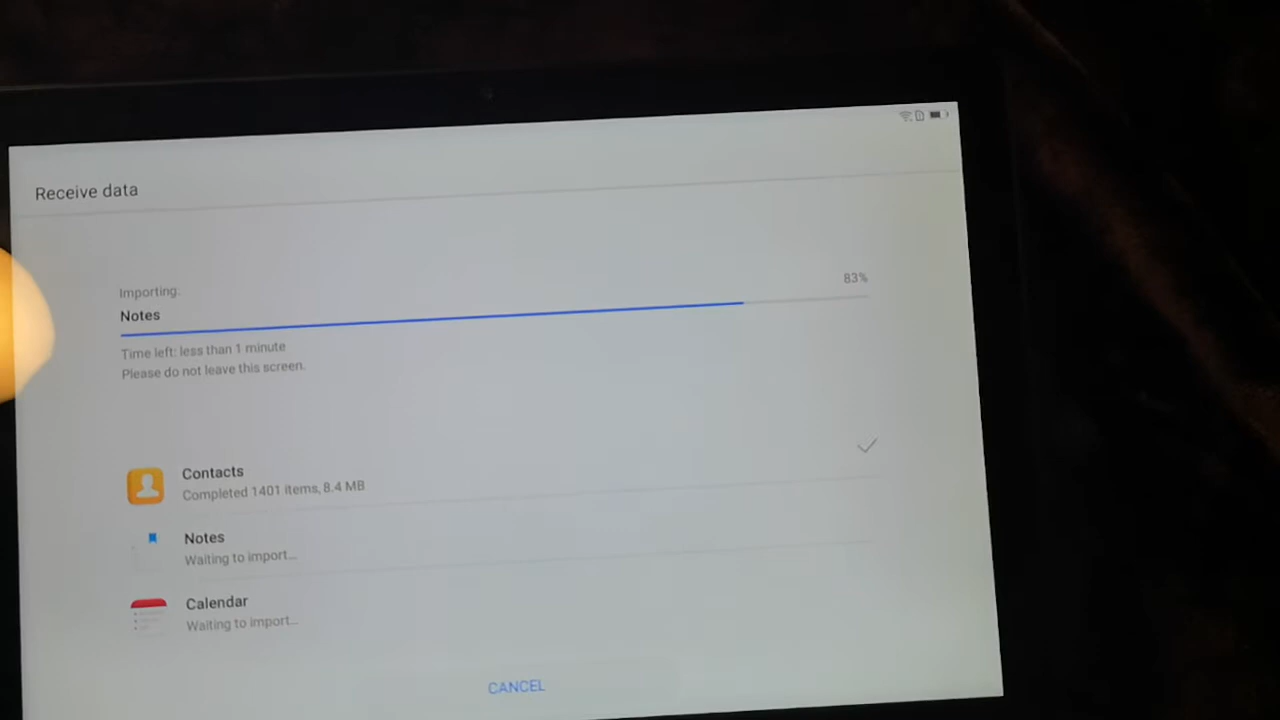 Receive data
Importing:
83%
Notes
Time left: less than 1 minute
Please do not leave this screen.
Contacts
Completed 1401 items, 8.4 MB
Notes
Waiting to import...
Calendar
Waiting to import...
CANCEL